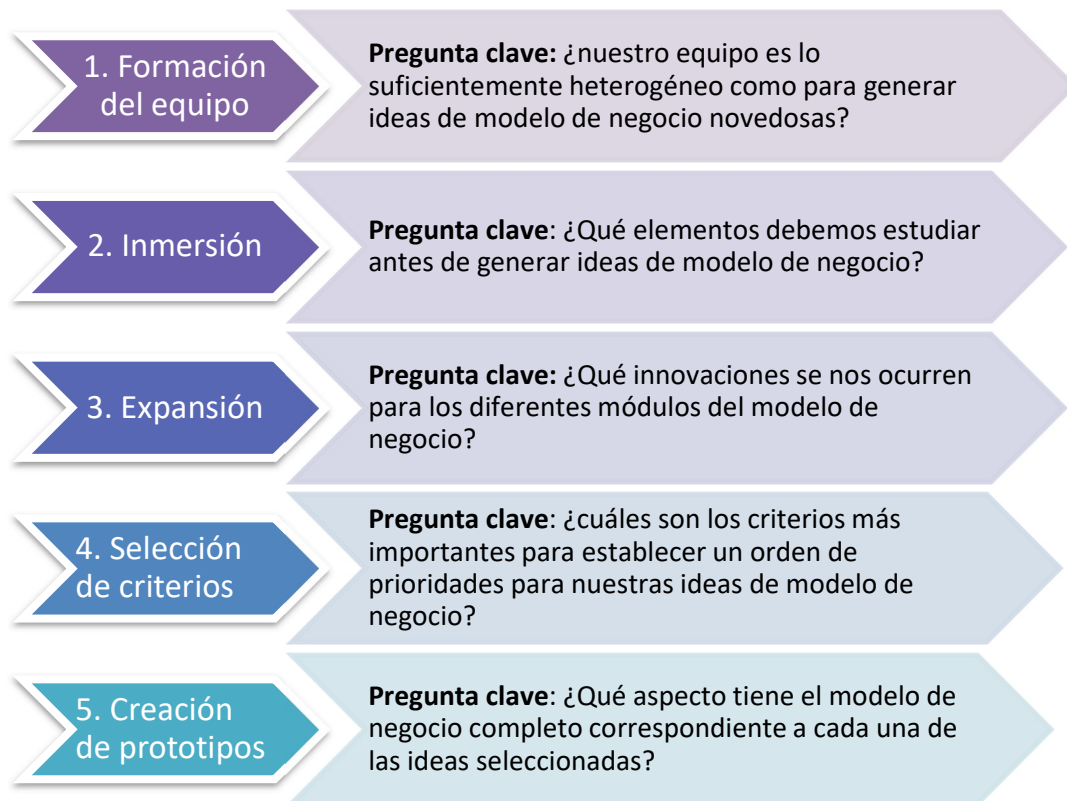 1. Formación
del equipo
Pregunta clave: ¿nuestro equipo es lo
suficientemente heterogéneo como para generar
ideas de modelo de negocio novedosas?
2. Inmersión
Pregunta clave: ¿Qué elementos debemos estudiar
antes de generar ideas de modelo de negocio?
3. Expansión
Pregunta clave: ¿Qué innovaciones se nos ocurren
para los diferentes módulos del modelo de
negocio?
4. Selección
de criterios
Pregunta clave: ¿cuáles son los criterios más
importantes para establecer un orden de
prioridades para nuestras ideas de modelo de
negocio?
5. Creación
de prototipos
Pregunta clave: ¿Qué aspecto tiene el modelo de
negocio completo correspondiente a cada una de
las ideas seleccionadas?